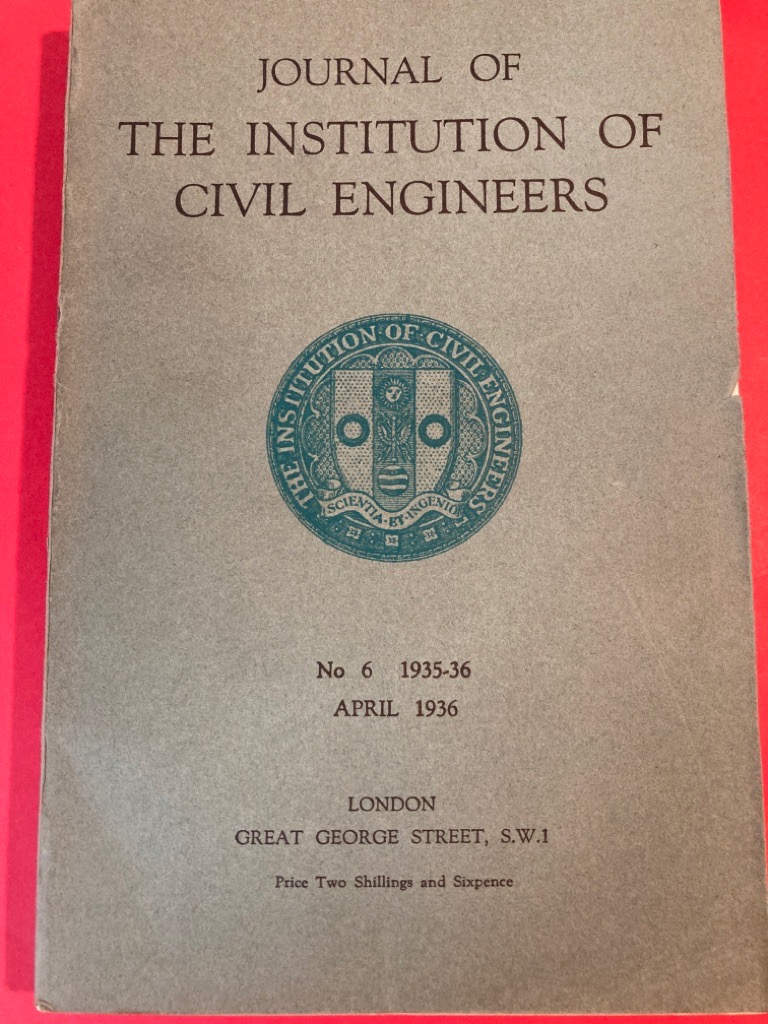 JOURNAL OF
THE INSTITUTION OF
CIVIL ENGINEERS
THE INSTITUTION · OF · CIVIL ENGINEERS
SCIENTIA · ET · INGENIO
No 6 1935-36
APRIL 1936
LONDON
GREAT GEORGE STREET, S.W.1
Price Two Shillings and Sixpence